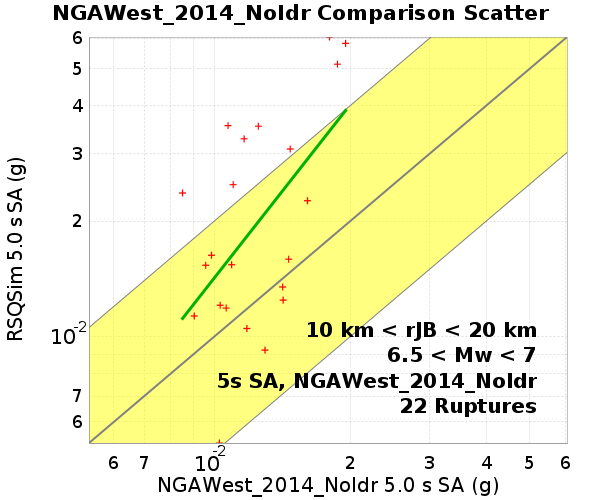 NGAWest_2014_NoIdr Comparison Scatter
6
5
4
3
2
10-2
7
6
RSQSim 5.0 s SA (g)
10 km < rJB < 20 km
6.5 < Mw < 7
5s SA, NGAWest_2014_NoIdr
22 Ruptures
6 7 10-2 2 3 4 5 6
NGAWest_2014_NoIdr 5.0 s SA (g)